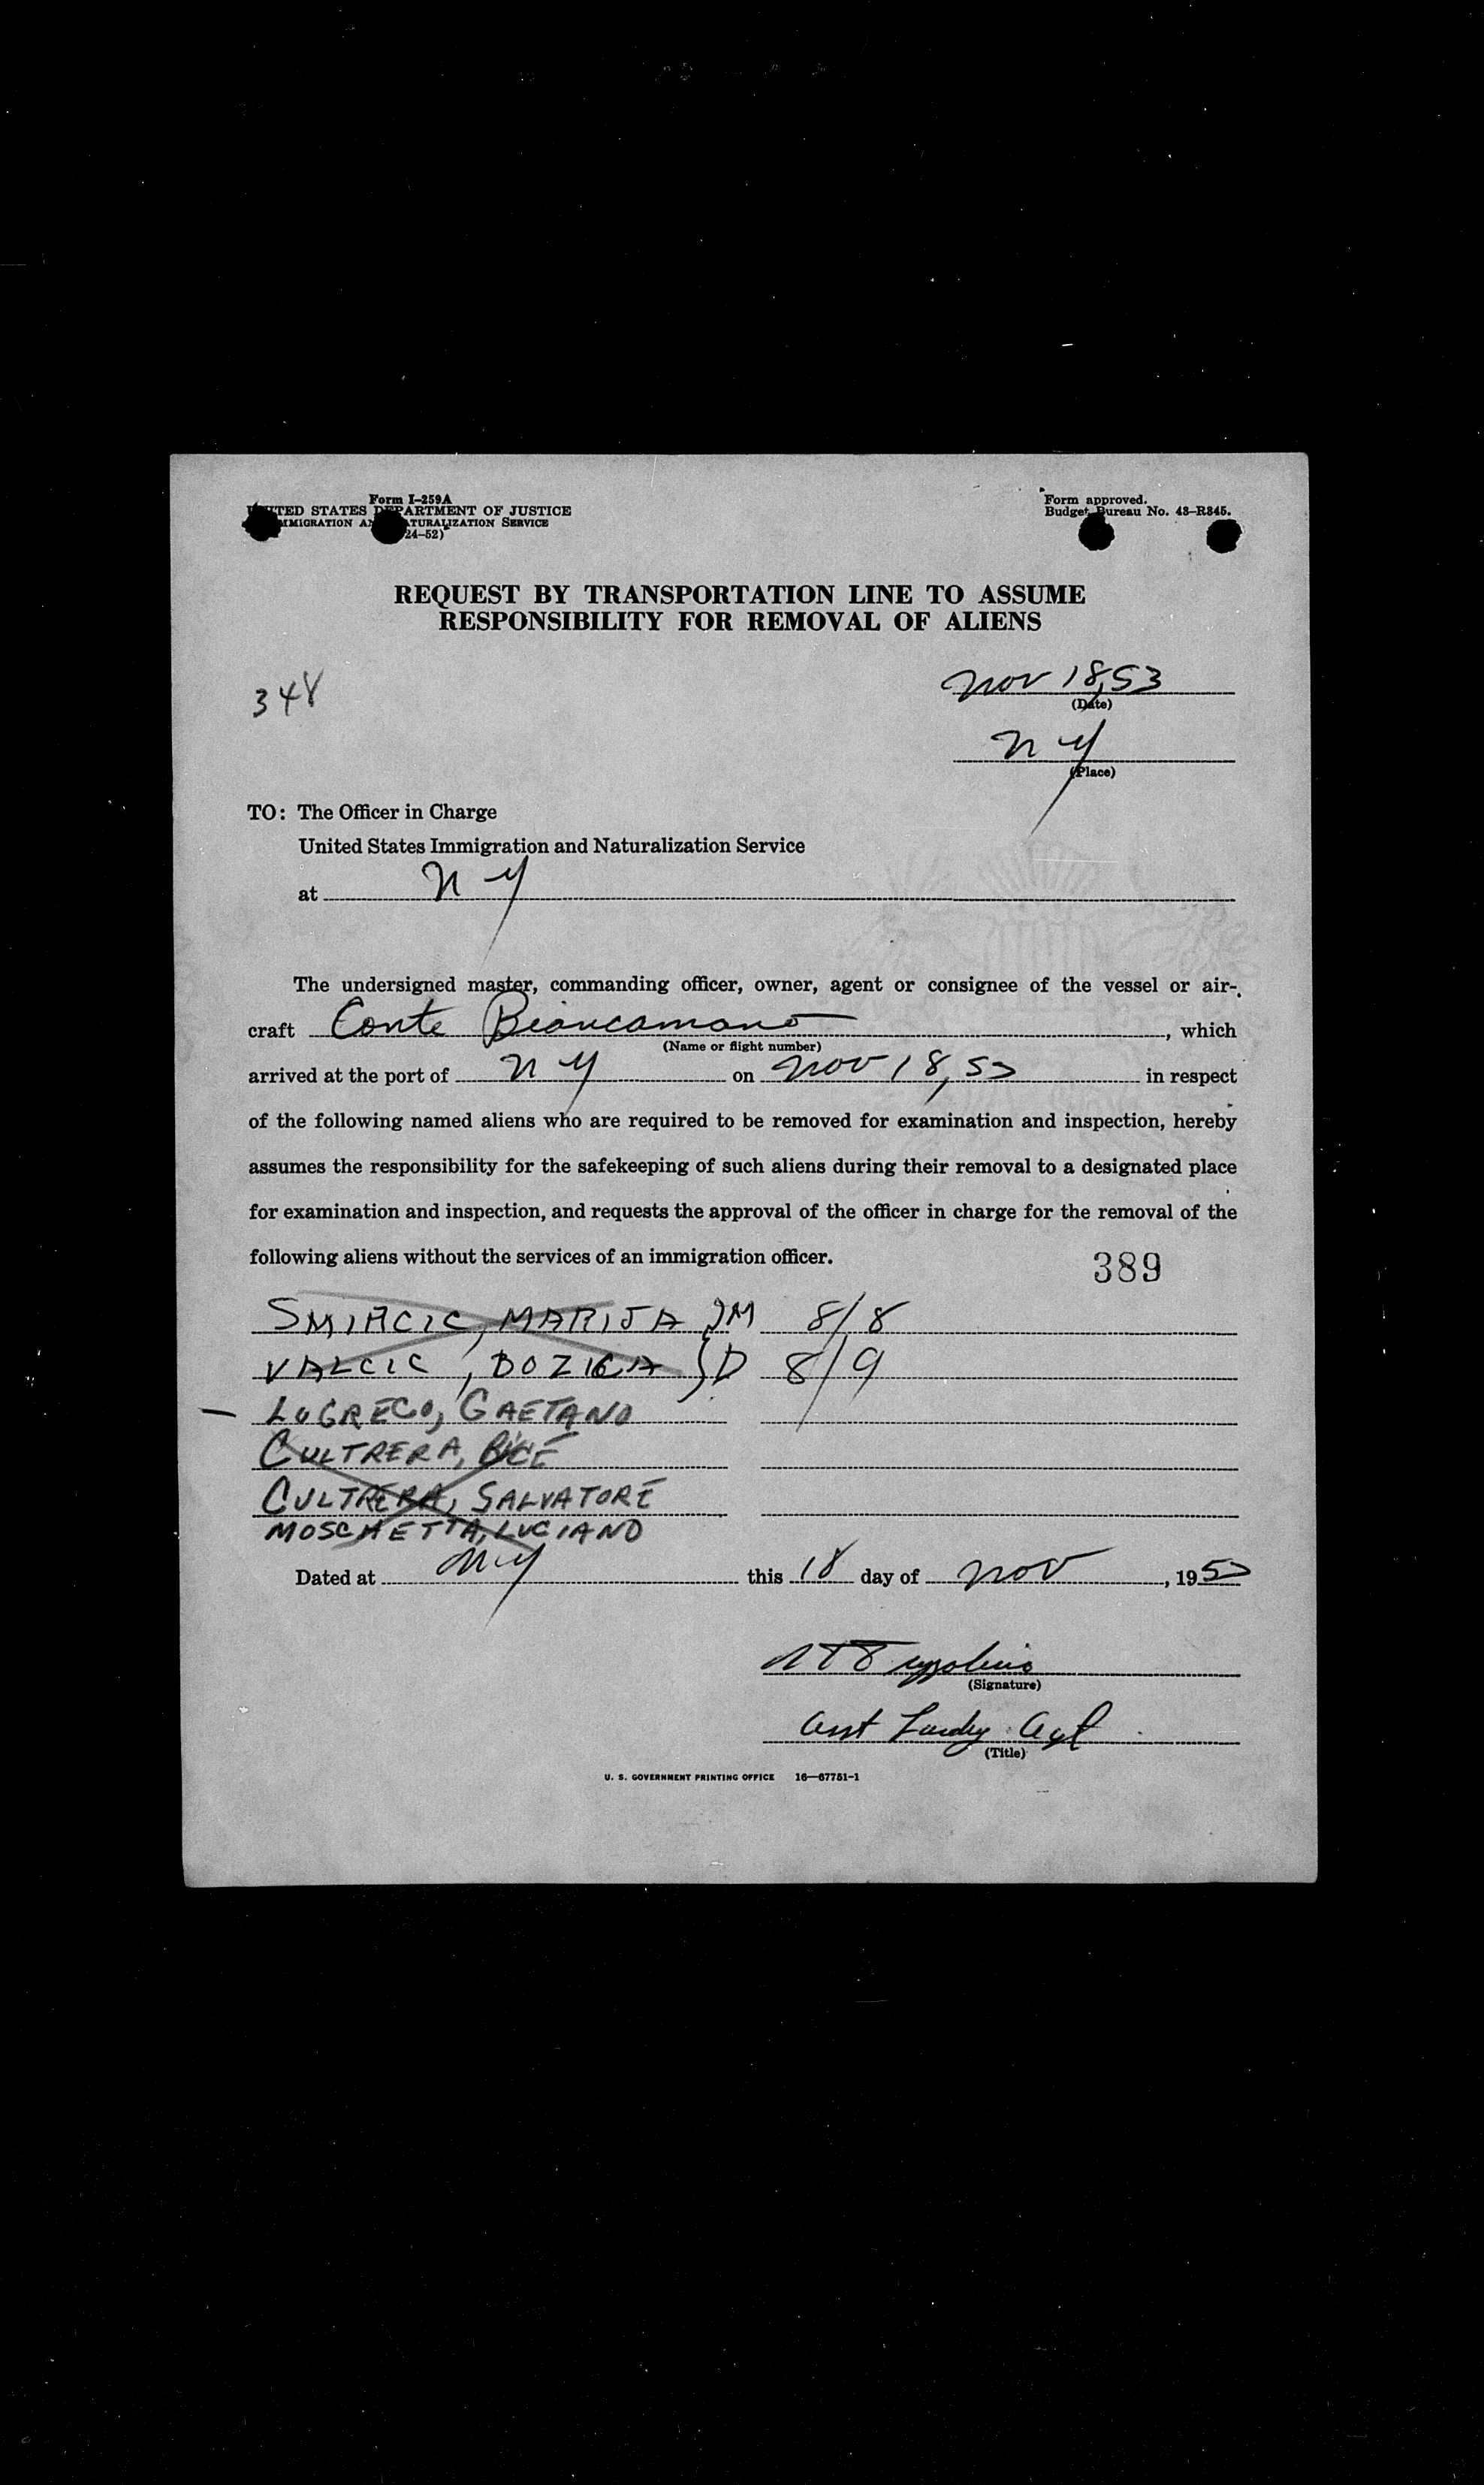 Form I-259A
UNITED STATES DEPARTMENT OF JUSTICE
IMMIGRATION AND NATURALIZATION SERVICE
24-52)
Form approved.
Budget Bureau No. 43-R345.
REQUEST BY TRANSPORTATION LINE TO ASSUME
RESPONSIBILITY FOR REMOVAL OF ALIENS
348
Nov 18, 53
(Date)
NY
(Place)
TO: The Officer in Charge
United States Immigration and Naturalization Service
at NY
The undersigned master, commanding officer, owner, agent or consignee of the vessel or air-
craft Conte Biancamano, which
(Name or flight number)
arrived at the port of NY on Nov 18, 53 in respect
of the following named aliens who are required to be removed for examination and inspection, hereby
assumes the responsibility for the safekeeping of such aliens during their removal to a designated place
for examination and inspection, and requests the approval of the officer in charge for the removal of the
following aliens without the services of an immigration officer.
389
SMIRCIC, MARIJA 8/8
VALCIC, BOZICA 8/9
– LOGRECO, GAETANO
CULTRERA, BICE
CULTRERA, SALVATORE
MOSCHETTA, LUCIANO
Dated at NY this 18 day of Nov, 1953
(Signature)
Asst Agt
(Title)
U. S. GOVERNMENT PRINTING OFFICE 16—67751-1